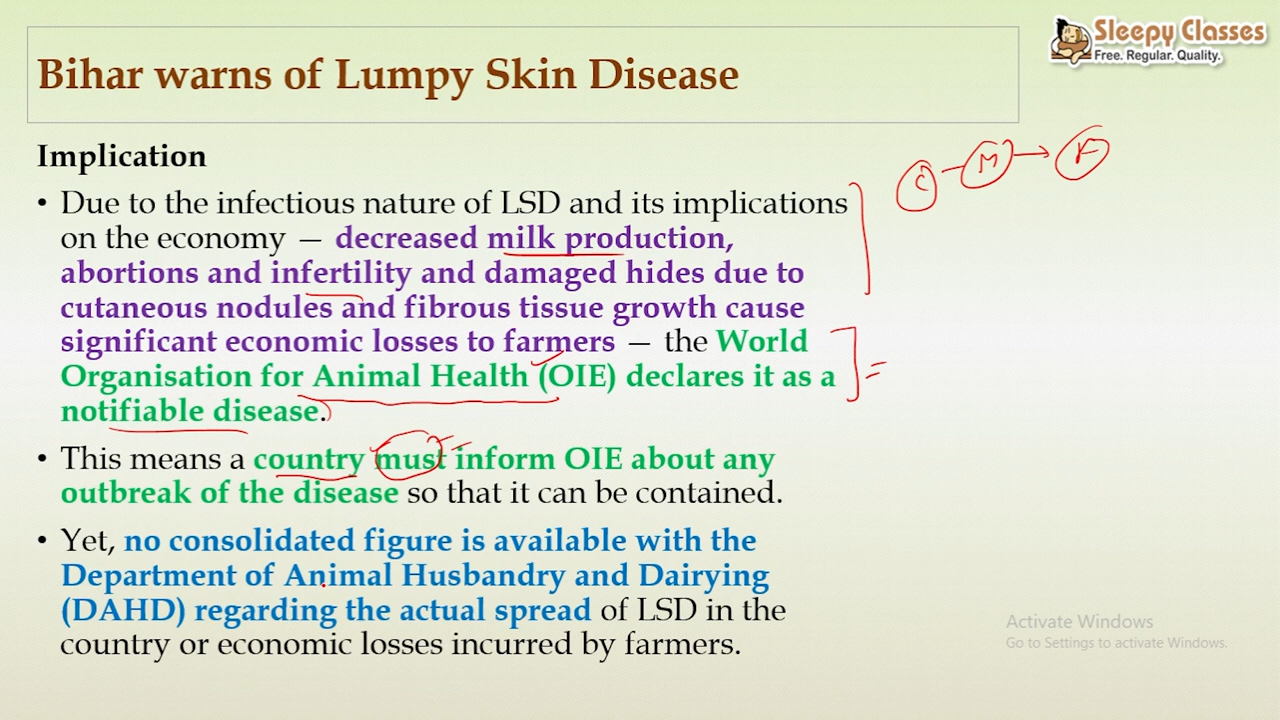 Sleepy Classes
Free. Regular. Quality.
Bihar warns of Lumpy Skin Disease
Implication
• Due to the infectious nature of LSD and its implications
on the economy — decreased milk production,
abortions and infertility and damaged hides due to
cutaneous nodules and fibrous tissue growth cause
significant economic losses to farmers — the World
Organisation for Animal Health (OIE) declares it as a
notifiable disease.
• This means a country must inform OIE about any
outbreak of the disease so that it can be contained.
• Yet, no consolidated figure is available with the
Department of Animal Husbandry and Dairying
(DAHD) regarding the actual spread of LSD in the
country or economic losses incurred by farmers.
C – M → F
Activate Windows
Go to Settings to activate Windows.